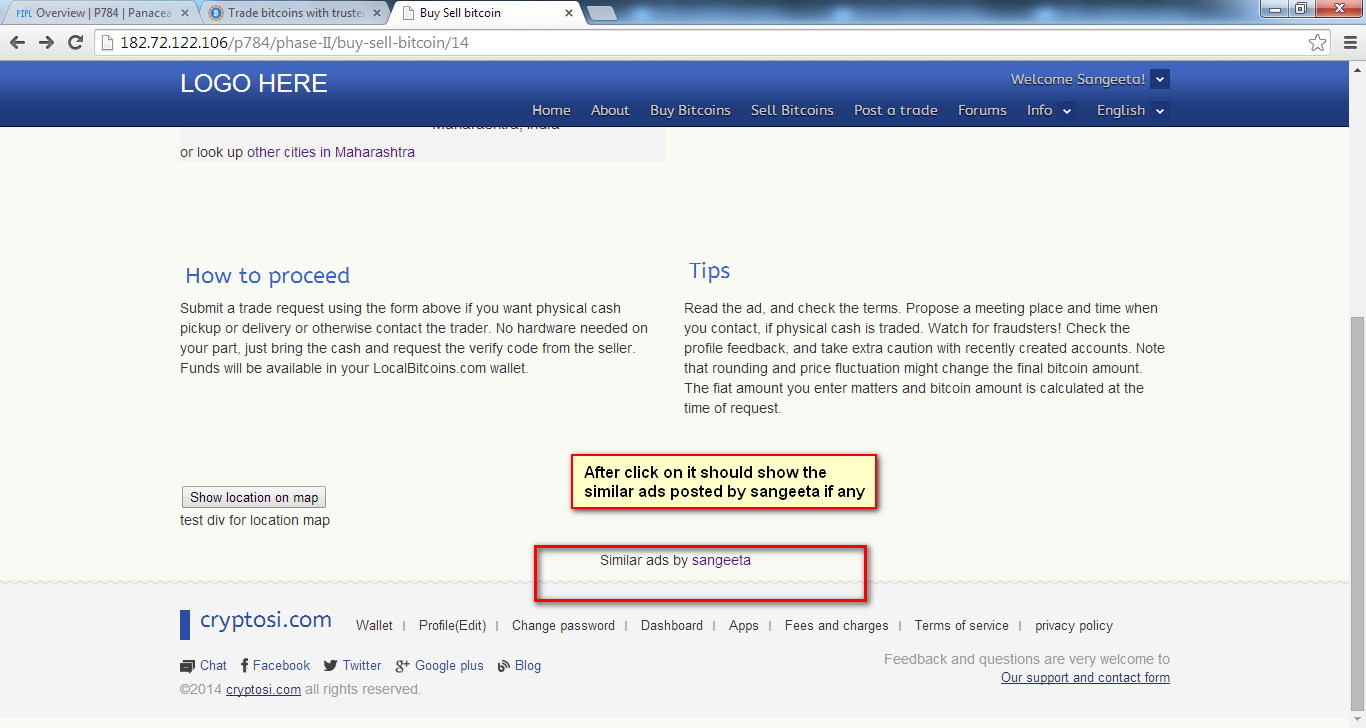 PIPL Overview | P784 | Panacea
Trade bitcoins with truste
Buy Sell bitcoin
182.72.122.106/p784/phase-II/buy-sell-bitcoin/14
LOGO HERE
Welcome Sangeeta!
Home About Buy Bitcoins Sell Bitcoins Post a trade Forums Info English
Maharashtra, India
or look up other cities in Maharashtra
How to proceed
Submit a trade request using the form above if you want physical cash
pickup or delivery or otherwise contact the trader. No hardware needed on
your part, just bring the cash and request the verify code from the seller.
Funds will be available in your LocalBitcoins.com wallet.
Tips
Read the ad, and check the terms. Propose a meeting place and time when
you contact, if physical cash is traded. Watch for fraudsters! Check the
profile feedback, and take extra caution with recently created accounts. Note
that rounding and price fluctuation might change the final bitcoin amount.
The fiat amount you enter matters and bitcoin amount is calculated at the
time of request.
After click on it should show the
similar ads posted by sangeeta if any
Show location on map
test div for location map
Similar ads by sangeeta
cryptosi.com
Wallet | Profile(Edit) | Change password | Dashboard | Apps | Fees and charges | Terms of service | privacy policy
Chat Facebook Twitter Google plus Blog
©2014 cryptosi.com all rights reserved.
Feedback and questions are very welcome to
Our support and contact form